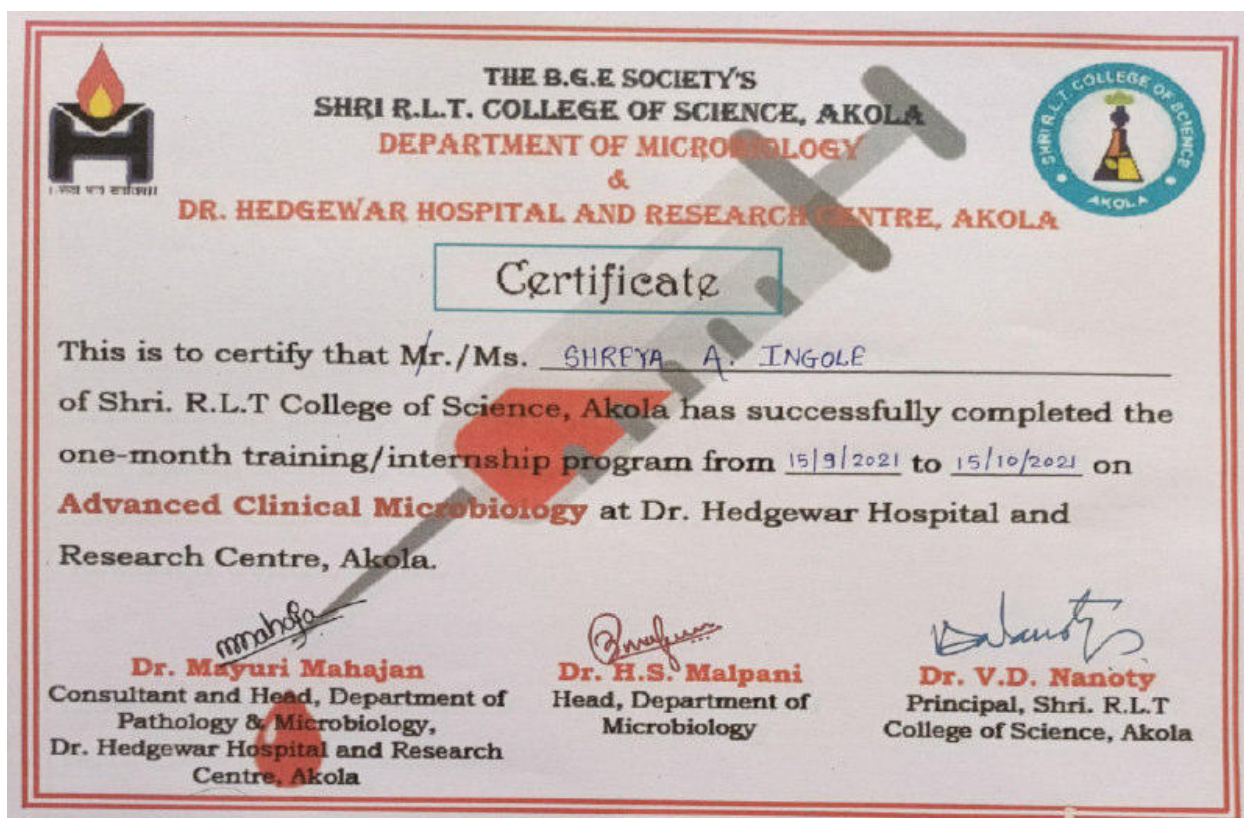 THE B.G.E SOCIETY'S
SHRI R.L.T. COLLEGE OF SCIENCE, AKOLA
DEPARTMENT OF MICROBIOLOGY
&
DR. HEDGEWAR HOSPITAL AND RESEARCH CENTRE, AKOLA
SHRI R.L.T. COLLEGE OF SCIENCE
AKOLA
Certificate
This is to certify that Mr./Ms. SHREYA A. INGOLE
of Shri. R.L.T College of Science, Akola has successfully completed the
one-month training/internship program from 15/9/2021 to 15/10/2021 on
Advanced Clinical Microbiology at Dr. Hedgewar Hospital and
Research Centre, Akola.
Dr. Mayuri Mahajan
Consultant and Head, Department of
Pathology & Microbiology,
Dr. Hedgewar Hospital and Research
Centre, Akola
Dr. H.S. Malpani
Head, Department of
Microbiology
Dr. V.D. Nanoty
Principal, Shri. R.L.T
College of Science, Akola